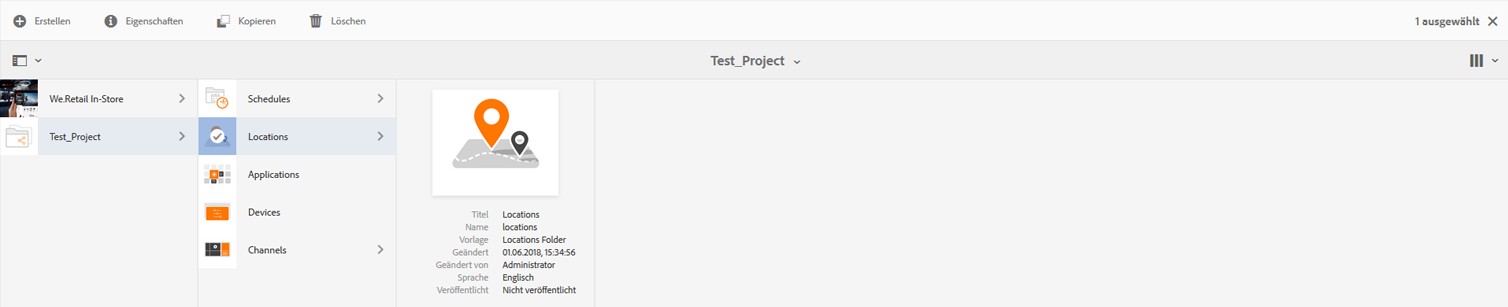 Erstellen Eigenschaften Kopieren Löschen 1 ausgewählt
Test_Project
We.Retail In-Store
Test_Project
Schedules
Locations
Applications
Devices
Channels
Titel Locations
Name locations
Vorlage Locations Folder
Geändert 01.06.2018, 15:34:56
Geändert von Administrator
Sprache Englisch
Veröffentlicht Nicht veröffentlicht